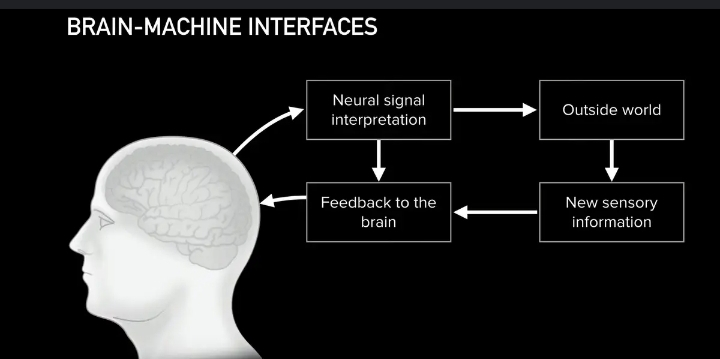 BRAIN-MACHINE INTERFACES
Neural signal
interpretation
Outside world
Feedback to the
brain
New sensory
information